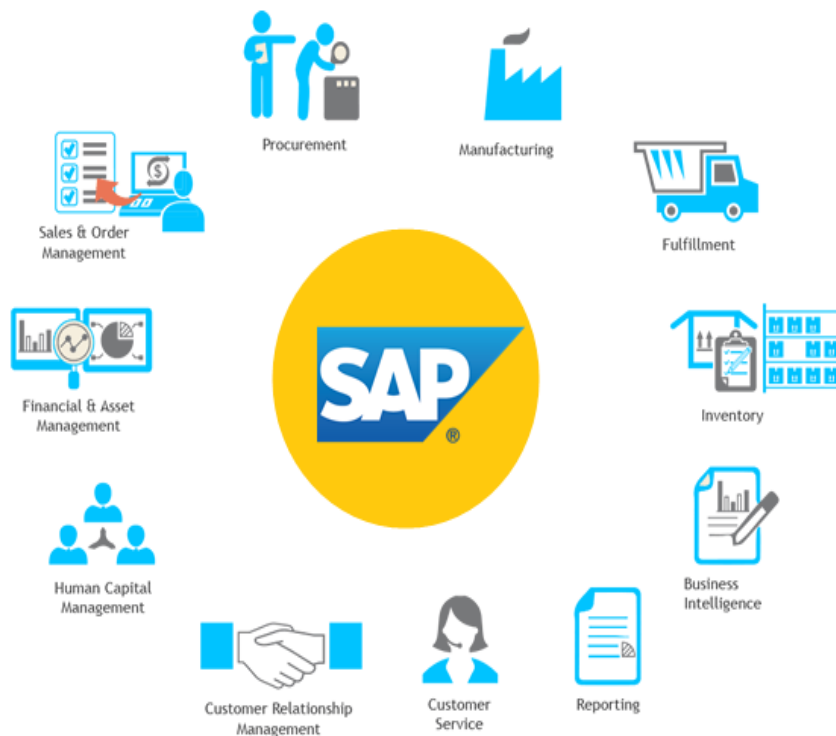 Procurement
Manufacturing
Fulfillment
Inventory
Business
Intelligence
Reporting
Customer
Service
Customer Relationship
Management
Human Capital
Management
Financial & Asset
Management
Sales & Order
Management
$
SAP
®